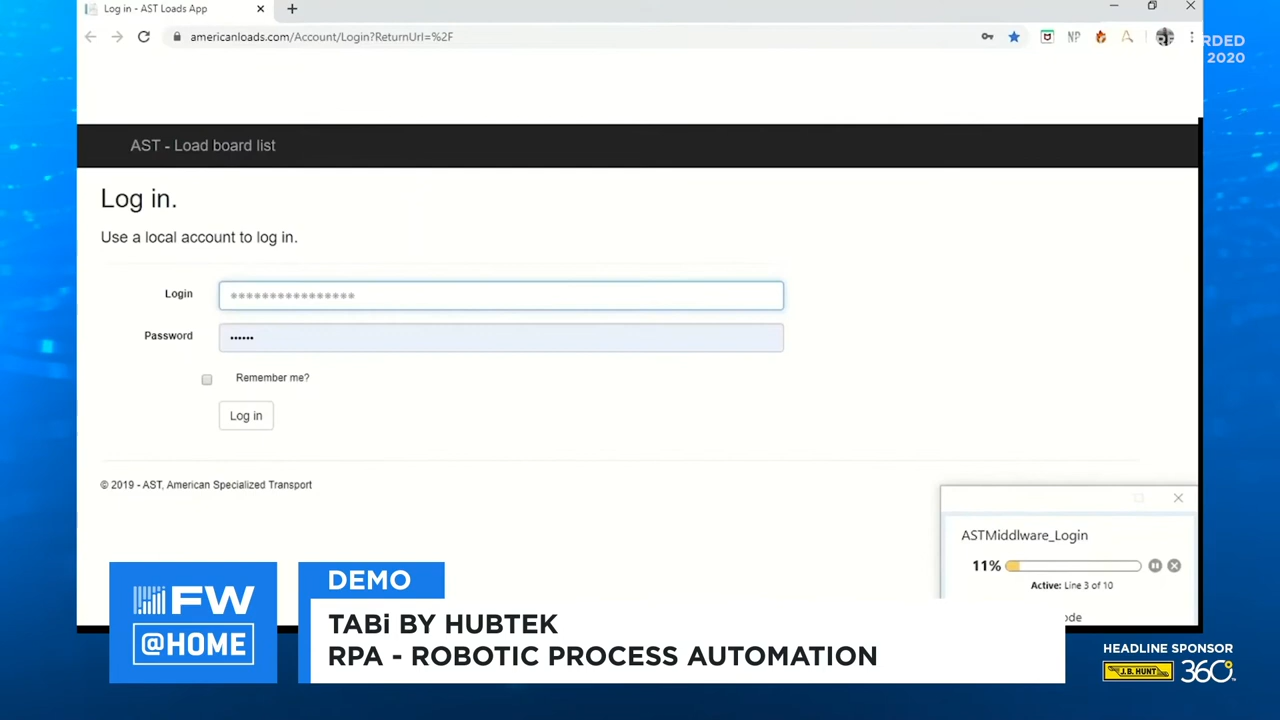 Log in - AST Loads App
americanloads.com/Account/Login?ReturnUrl=%2F
NP
RDED
2020
AST - Load board list
Log in.
Use a local account to log in.
Login
****************
Password
••••••
Remember me?
Log in
© 2019 - AST, American Specialized Transport
ASTMiddlware_Login
11%
Active: Line 3 of 10
ode
FW
@HOME
DEMO
TABi BY HUBTEK
RPA - ROBOTIC PROCESS AUTOMATION
HEADLINE SPONSOR
J.B. HUNT
360°